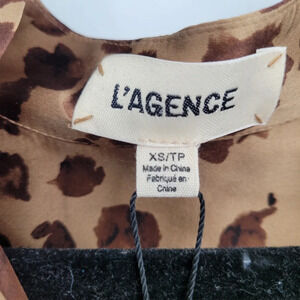 L'AGENCE
XS/TP
Made in China
Fabriqué en
Chine